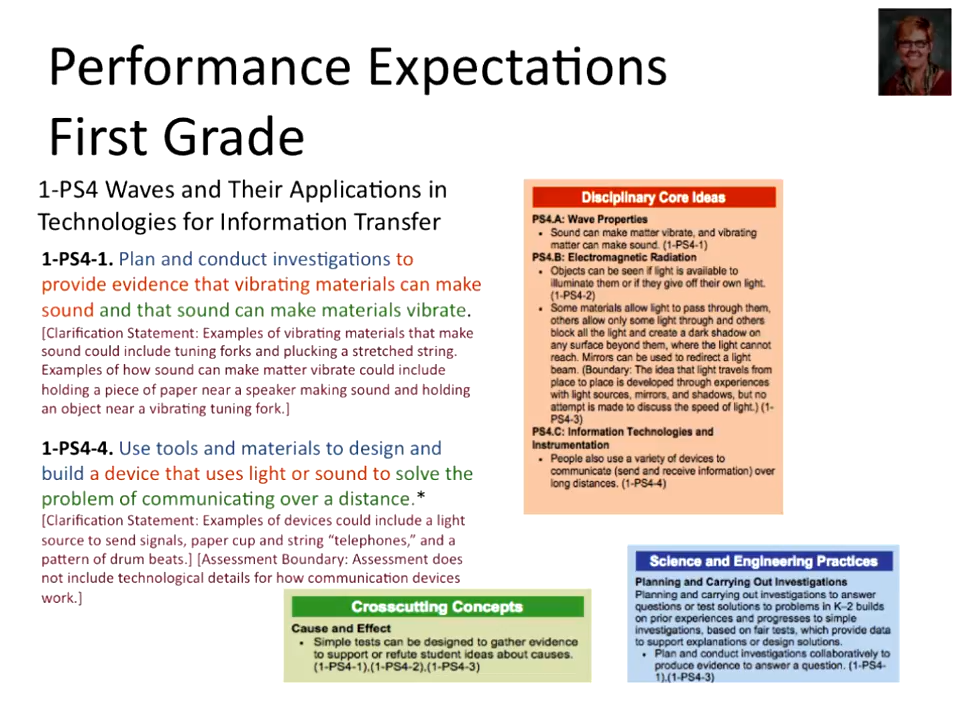 Performance Expectations
First Grade
1-PS4 Waves and Their Applications in
Technologies for Information Transfer
1-PS4-1. Plan and conduct investigations to
provide evidence that vibrating materials can make
sound and that sound can make materials vibrate.
[Clarification Statement: Examples of vibrating materials that make
sound could include tuning forks and plucking a stretched string.
Examples of how sound can make matter vibrate could include
holding a piece of paper near a speaker making sound and holding
an object near a vibrating tuning fork.]
1-PS4-4. Use tools and materials to design and
build a device that uses light or sound to solve the
problem of communicating over a distance.*
[Clarification Statement: Examples of devices could include a light
source to send signals, paper cup and string “telephones,” and a
pattern of drum beats.] [Assessment Boundary: Assessment does
not include technological details for how communication devices
work.]
Disciplinary Core Ideas
PS4.A: Wave Properties
• Sound can make matter vibrate, and vibrating
matter can make sound. (1-PS4-1)
PS4.B: Electromagnetic Radiation
• Objects can be seen if light is available to
illuminate them or if they give off their own light.
(1-PS4-2)
• Some materials allow light to pass through them,
others allow only some light through and others
block all the light and create a dark shadow on
any surface beyond them, where the light cannot
reach. Mirrors can be used to redirect a light
beam. (Boundary: The idea that light travels from
place to place is developed through experiences
with light sources, mirrors, and shadows, but no
attempt is made to discuss the speed of light.) (1-
PS4-3)
PS4.C: Information Technologies and
Instrumentation
• People also use a variety of devices to
communicate (send and receive information) over
long distances. (1-PS4-4)
Crosscutting Concepts
Cause and Effect
• Simple tests can be designed to gather evidence
to support or refute student ideas about causes.
(1-PS4-1),(1-PS4-2),(1-PS4-3)
Science and Engineering Practices
Planning and Carrying Out Investigations
Planning and carrying out investigations to answer
questions or test solutions to problems in K–2 builds
on prior experiences and progresses to simple
investigations, based on fair tests, which provide data
to support explanations or design solutions.
• Plan and conduct investigations collaboratively to
produce evidence to answer a question. (1-PS4-
1),(1-PS4-3)